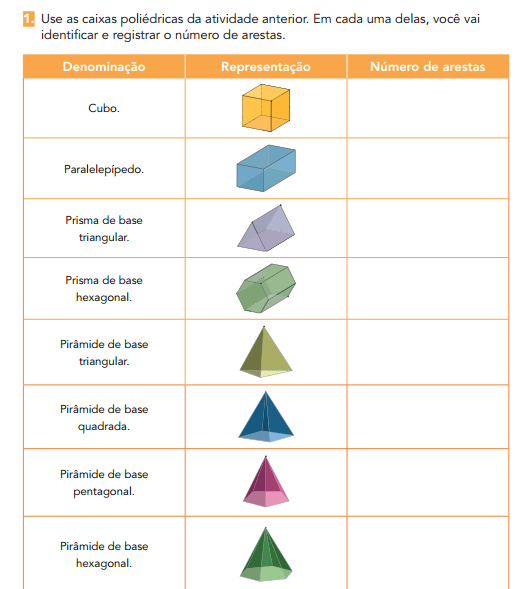 1. Use as caixas poliédricas da atividade anterior. Em cada uma delas, você vai
identificar e registrar o número de arestas.
Denominação Representação Número de arestas
Cubo.
Paralelepípedo.
Prisma de base
triangular.
Prisma de base
hexagonal.
Pirâmide de base
triangular.
Pirâmide de base
quadrada.
Pirâmide de base
pentagonal.
Pirâmide de base
hexagonal.